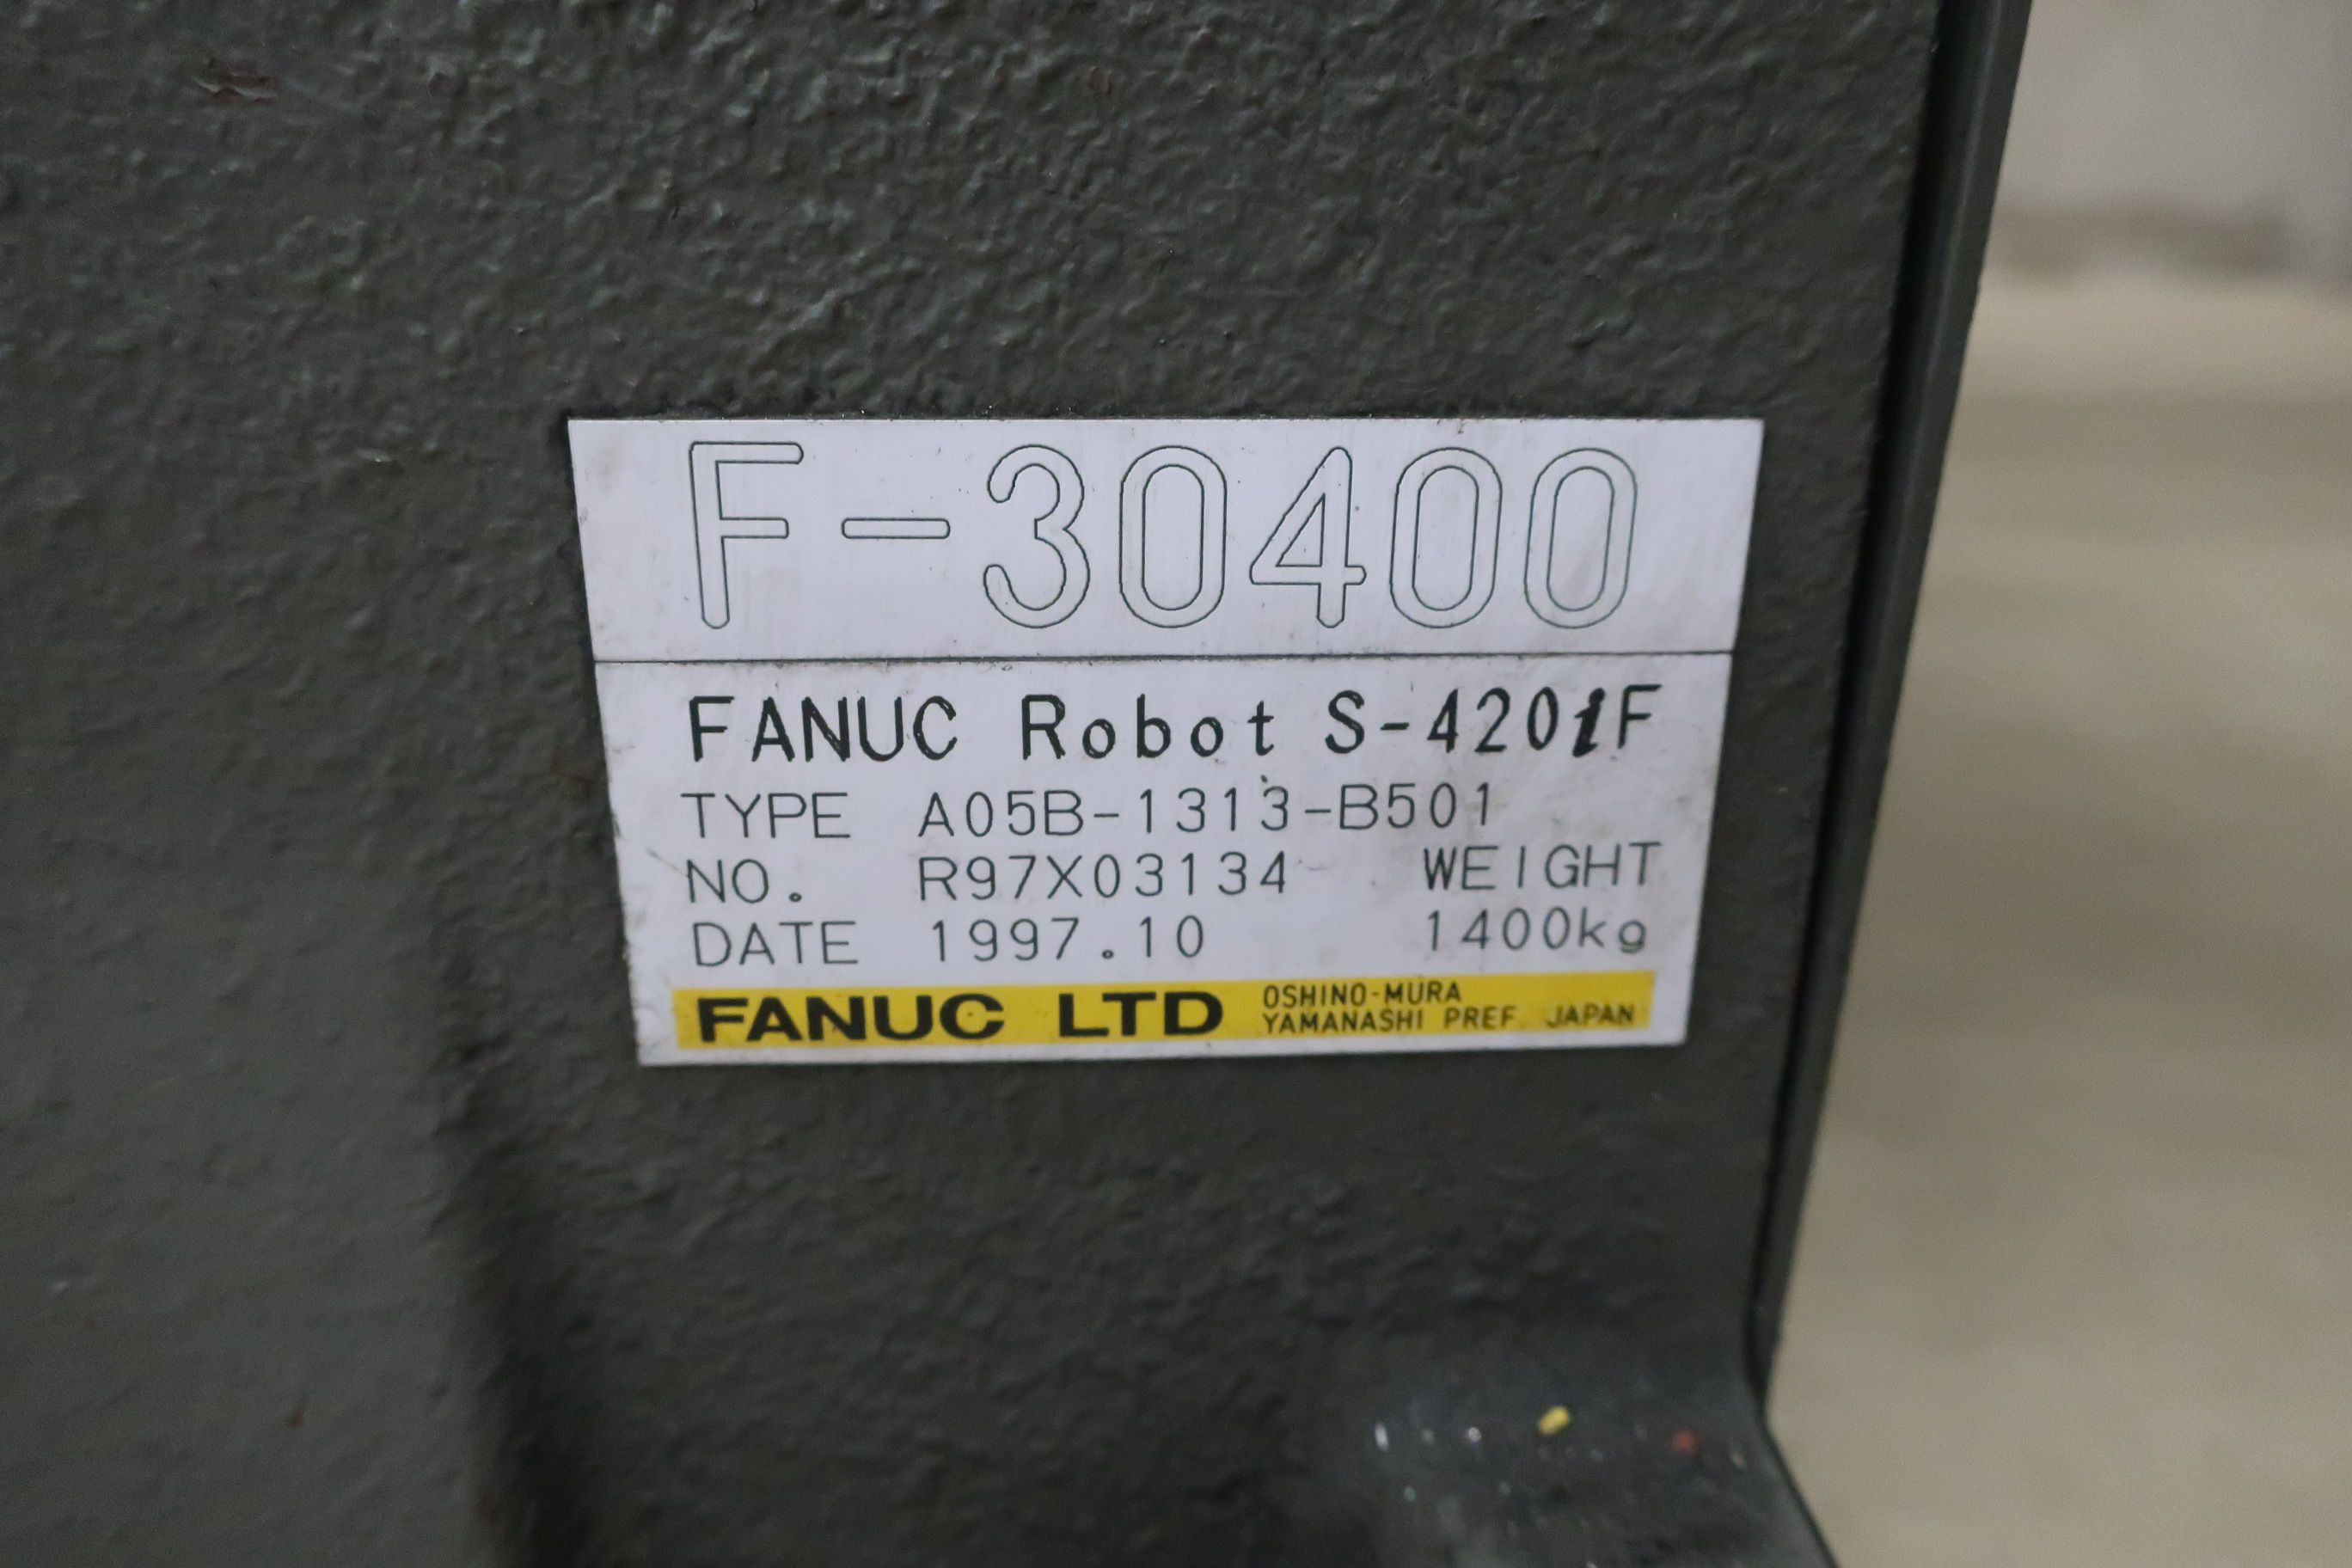 F-30400
FANUC Robot S-420iF
TYPE A05B-1313-B501
NO. R97X03134 WEIGHT
DATE 1997.10 1400kg
FANUC LTD OSHINO-MURA
YAMANASHI PREF. JAPAN